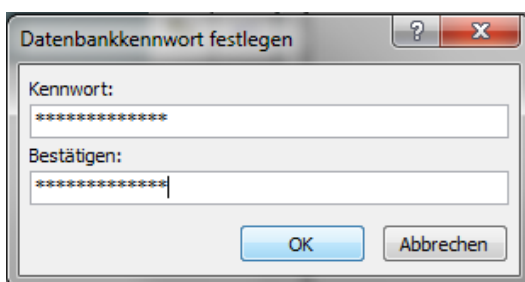 Datenbankkennwort festlegen
Kennwort:
*************
Bestätigen:
*************
OK Abbrechen